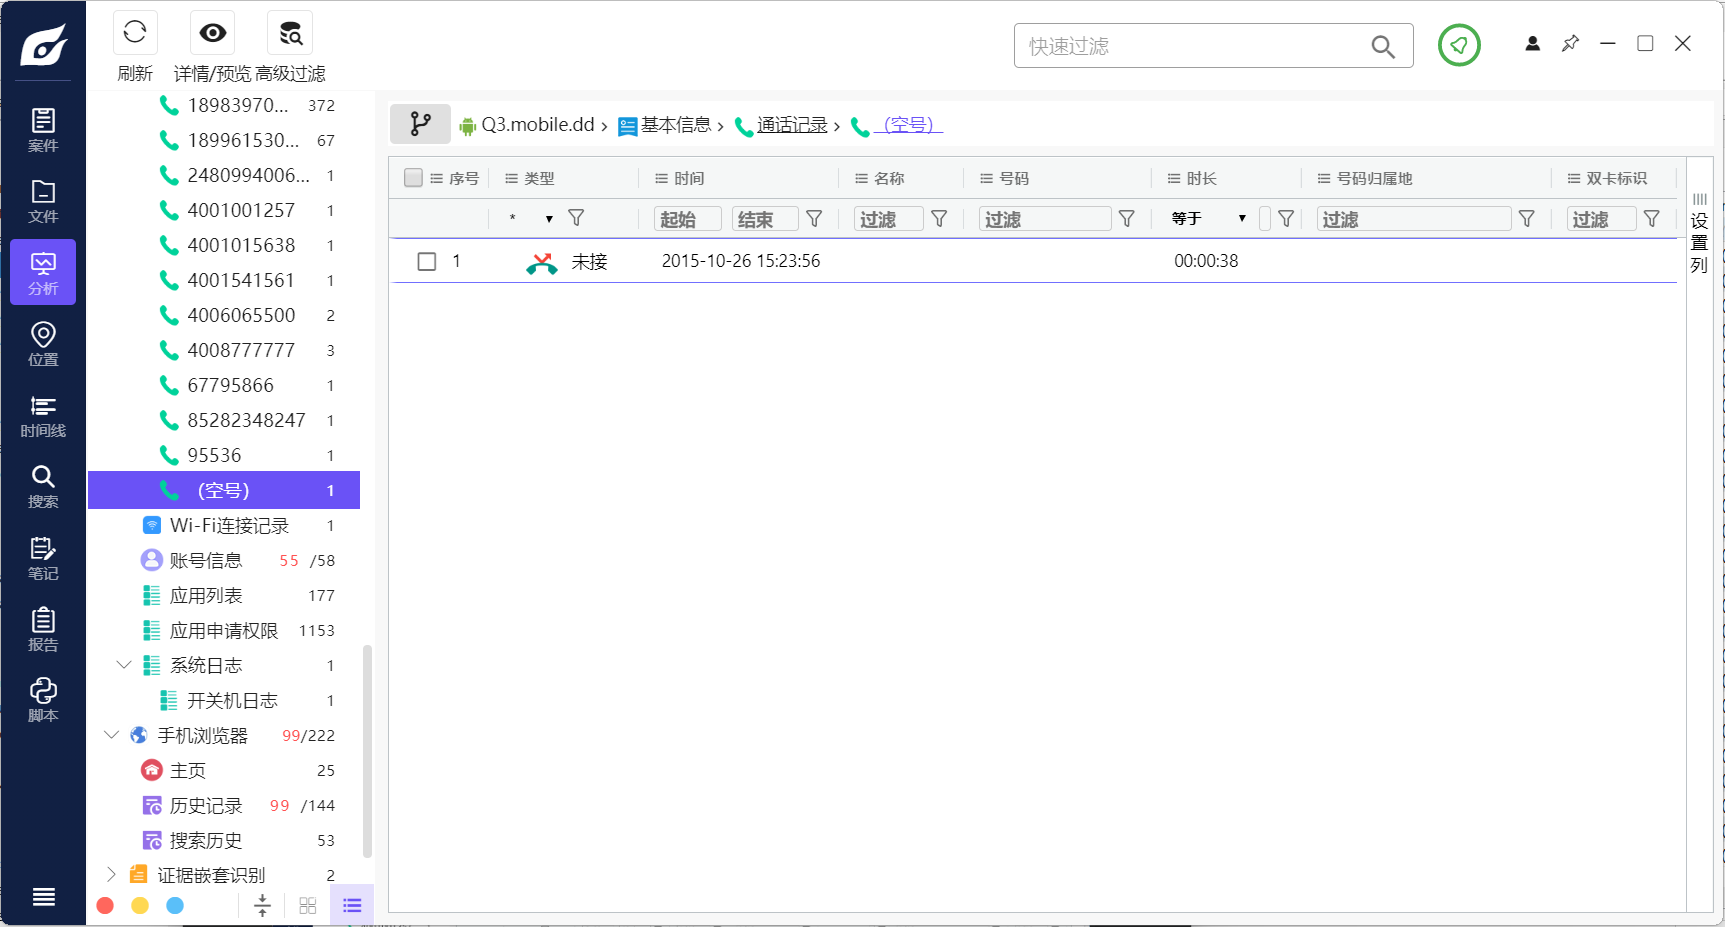 刷新
详情/预览
高级过滤
快速过滤
案件
文件
分析
位置
时间线
搜索
笔记
报告
脚本
18983970... 372
189961530... 67
2480994006... 1
4001001257 1
4001015638 1
4001541561 1
4006065500 2
4008777777 3
67795866 1
85282348247 1
95536 1
（空号） 1
Wi-Fi连接记录 1
账号信息 55 /58
应用列表 177
应用申请权限 1153
系统日志 1
开关机日志 1
手机浏览器 99/222
主页 25
历史记录 99 /144
搜索历史 53
证据嵌套识别 2
Q3.mobile.dd › 基本信息 › 通话记录 › （空号）
序号 类型 时间 名称 号码 时长 号码归属地 双卡标识
* 起始 结束 过滤 过滤 等于 过滤 过滤
1 未接 2015-10-26 15:23:56 00:00:38
设置列